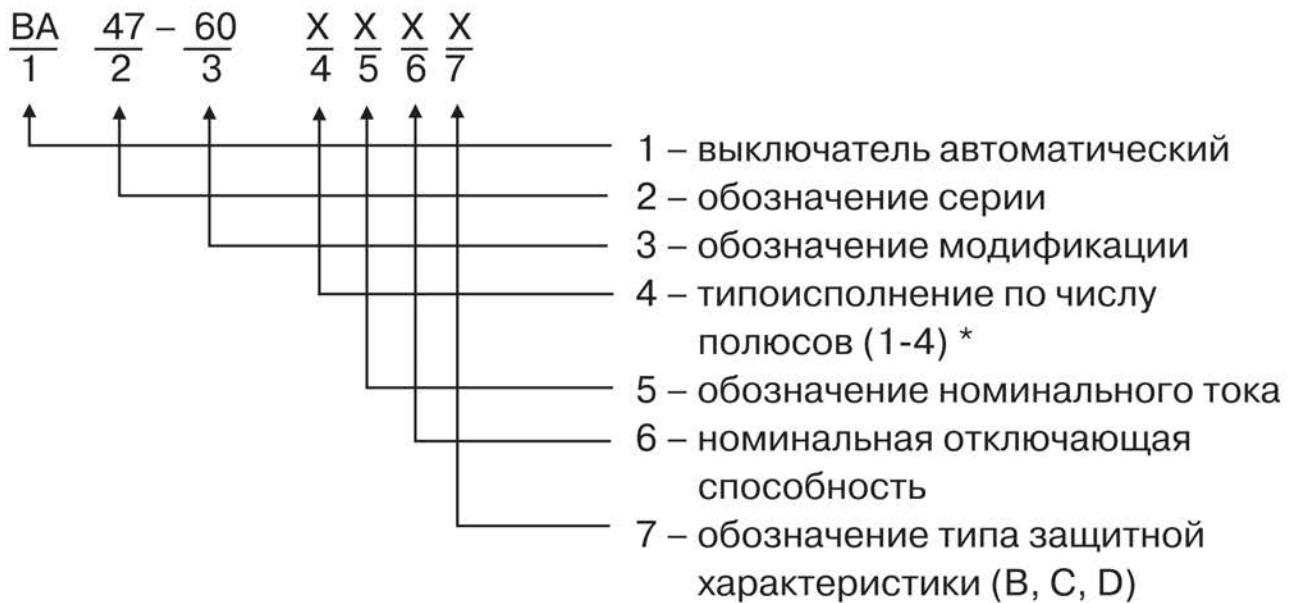 ВА 47 – 60 X X X X
1 2 3 4 5 6 7
1 – выключатель автоматический
2 – обозначение серии
3 – обозначение модификации
4 – типоисполнение по числу
полюсов (1-4) *
5 – обозначение номинального тока
6 – номинальная отключающая
способность
7 – обозначение типа защитной
характеристики (B, C, D)